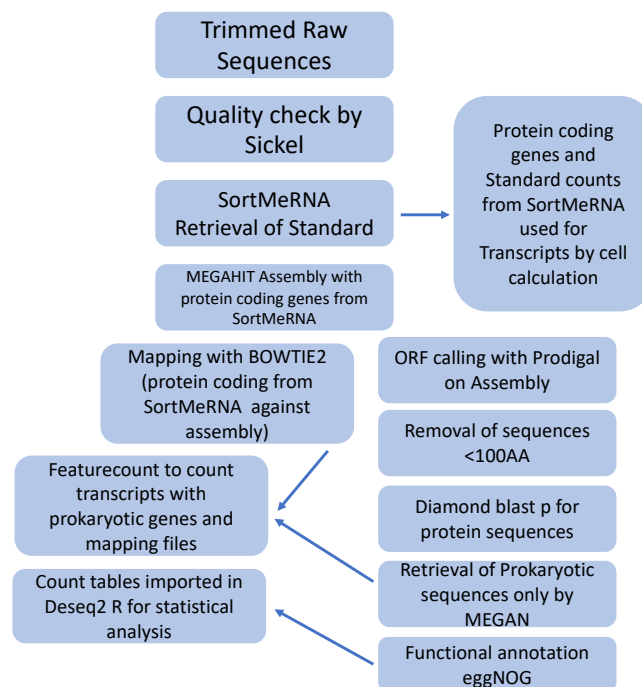 Trimmed Raw
Sequences
Quality check by
Sickel
SortMeRNA
Retrieval of Standard
Protein coding
genes and
Standard counts
from SortMeRNA
used for
Transcripts by cell
calculation
MEGAHIT Assembly with
protein coding genes from
SortMeRNA
Mapping with BOWTIE2
(protein coding from
SortMeRNA against
assembly)
ORF calling with Prodigal
on Assembly
Removal of sequences
<100AA
Featurecount to count
transcripts with
prokaryotic genes and
mapping files
Diamond blast p for
protein sequences
Count tables imported in
Deseq2 R for statistical
analysis
Retrieval of Prokaryotic
sequences only by
MEGAN
Functional annotation
eggNOG